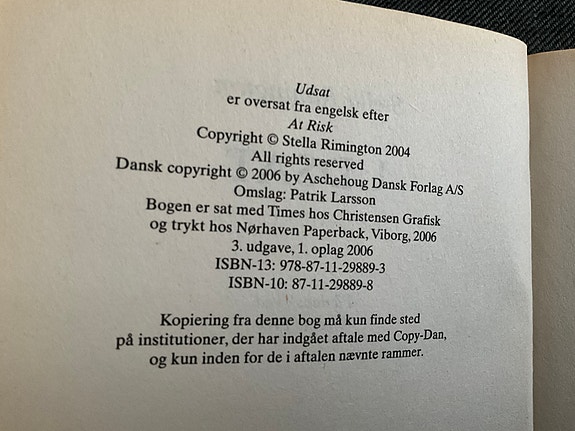 Udsat
er oversat fra engelsk efter
At Risk
Copyright © Stella Rimington 2004
All rights reserved
Dansk copyright © 2006 by Aschehoug Dansk Forlag A/S
Omslag: Patrik Larsson
Bogen er sat med Times hos Christensen Grafisk
og trykt hos Nørhaven Paperback, Viborg, 2006
3. udgave, 1. oplag 2006
ISBN-13: 978-87-11-29889-3
ISBN-10: 87-11-29889-8
Kopiering fra denne bog må kun finde sted
på institutioner, der har indgået aftale med Copy-Dan,
og kun inden for de i aftalen nævnte rammer.